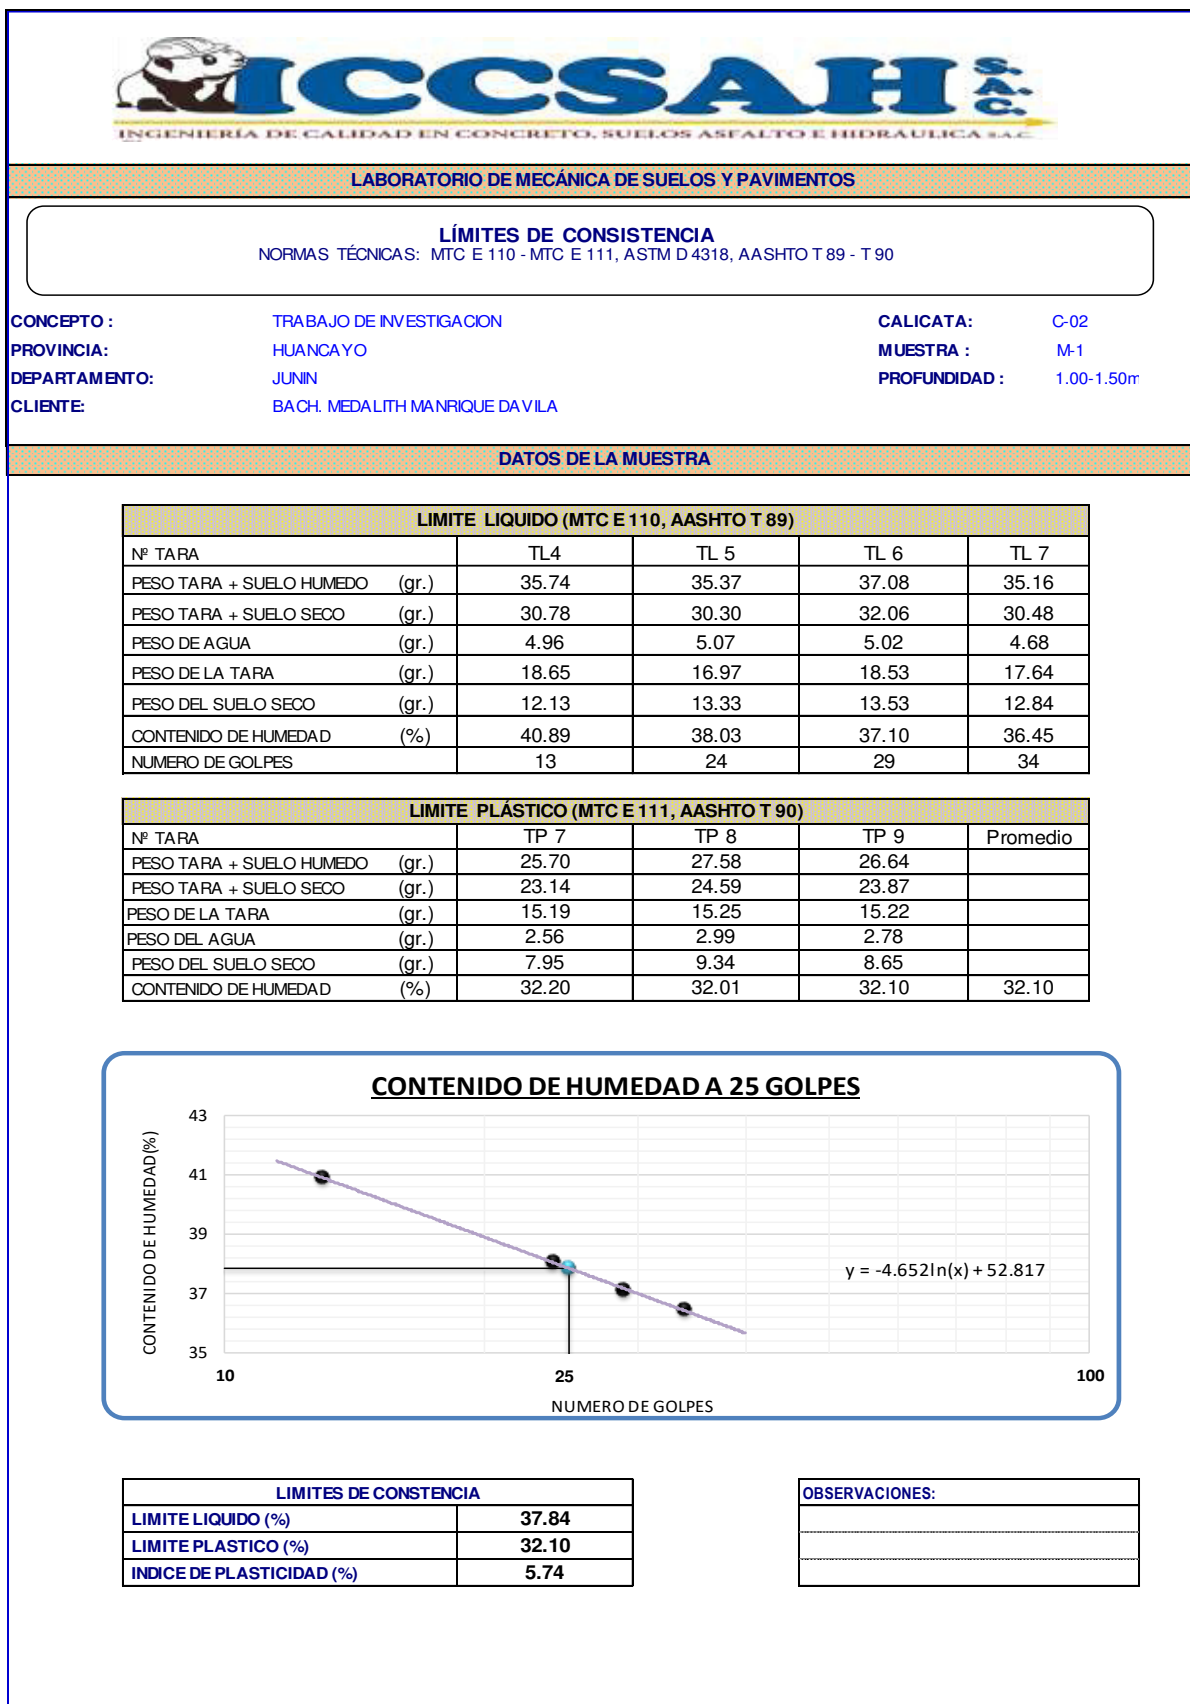 ICCSAH S.A.C.
INGENIERÍA DE CALIDAD EN CONCRETO, SUELOS ASFALTO E HIDRAULICA S.A.C.
LABORATORIO DE MECÁNICA DE SUELOS Y PAVIMENTOS
LÍMITES DE CONSISTENCIA
NORMAS TÉCNICAS: MTC E 110 - MTC E 111, ASTM D 4318, AASHTO T 89 - T 90
CONCEPTO : TRABAJO DE INVESTIGACION CALICATA: C-02
PROVINCIA: HUANCAYO MUESTRA : M-1
DEPARTAMENTO: JUNIN PROFUNDIDAD : 1.00-1.50m
CLIENTE: BACH. MEDALITH MANRIQUE DAVILA
DATOS DE LA MUESTRA
LIMITE LIQUIDO (MTC E 110, AASHTO T 89)
Nº TARA TL4 TL 5 TL 6 TL 7
PESO TARA + SUELO HUMEDO (gr.) 35.74 35.37 37.08 35.16
PESO TARA + SUELO SECO (gr.) 30.78 30.30 32.06 30.48
PESO DE AGUA (gr.) 4.96 5.07 5.02 4.68
PESO DE LA TARA (gr.) 18.65 16.97 18.53 17.64
PESO DEL SUELO SECO (gr.) 12.13 13.33 13.53 12.84
CONTENIDO DE HUMEDAD (%) 40.89 38.03 37.10 36.45
NUMERO DE GOLPES 13 24 29 34
LIMITE PLÁSTICO (MTC E 111, AASHTO T 90)
Nº TARA TP 7 TP 8 TP 9 Promedio
PESO TARA + SUELO HUMEDO (gr.) 25.70 27.58 26.64
PESO TARA + SUELO SECO (gr.) 23.14 24.59 23.87
PESO DE LA TARA (gr.) 15.19 15.25 15.22
PESO DEL AGUA (gr.) 2.56 2.99 2.78
PESO DEL SUELO SECO (gr.) 7.95 9.34 8.65
CONTENIDO DE HUMEDAD (%) 32.20 32.01 32.10 32.10
CONTENIDO DE HUMEDAD A 25 GOLPES
CONTENIDO DE HUMEDAD(%)
43
41
39
37
35
y = -4.652ln(x) + 52.817
10 25 100
NUMERO DE GOLPES
LIMITES DE CONSTENCIA
LIMITE LIQUIDO (%) 37.84
LIMITE PLASTICO (%) 32.10
INDICE DE PLASTICIDAD (%) 5.74
OBSERVACIONES: